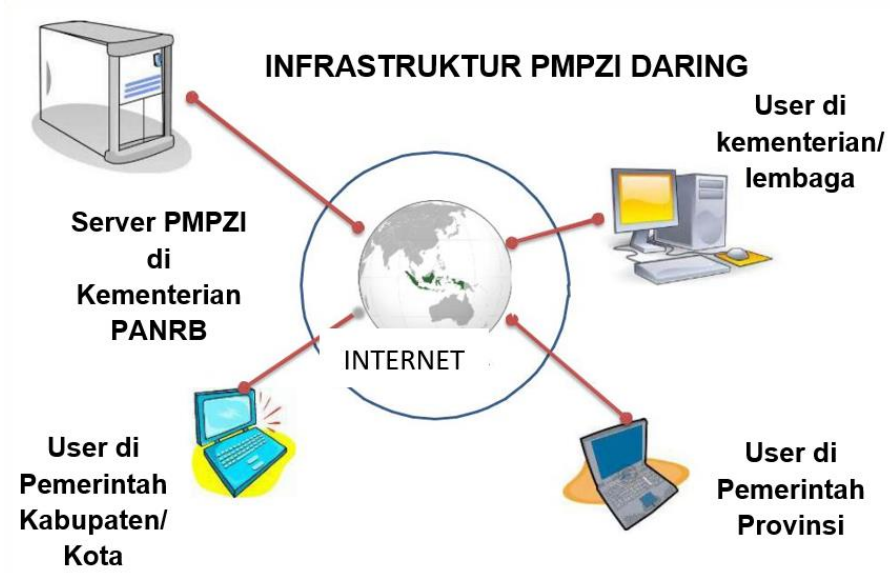 INFRASTRUKTUR PMPZI DARING
User di
kementerian/
lembaga
Server PMPZI
di
Kementerian
PANRB
INTERNET
User di
Pemerintah
Kabupaten/
Kota
User di
Pemerintah
Provinsi